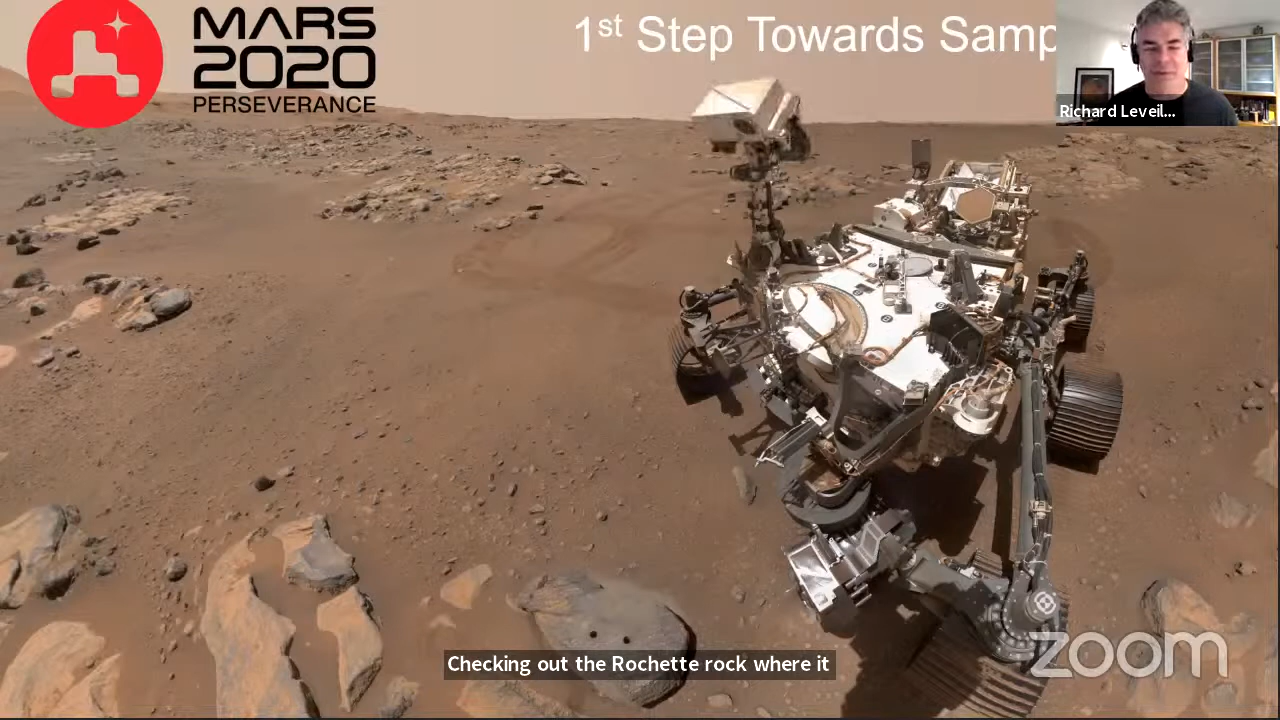 MARS
2020
PERSEVERANCE
1st Step Towards Samp
Richard Leveil...
Checking out the Rochette rock where it
zoom